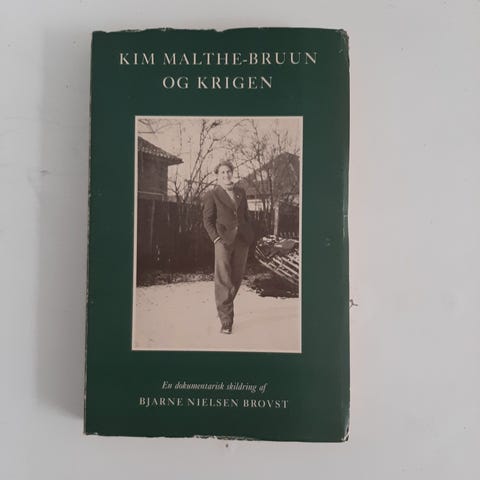 KIM MALTHE-BRUUN
OG KRIGEN
En dokumentarisk skildring af
BJARNE NIELSEN BROVST